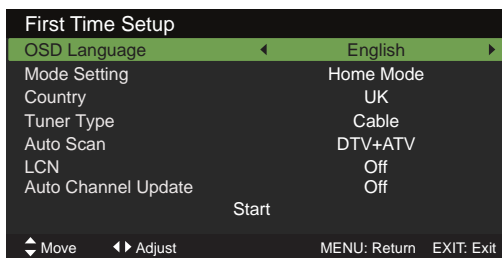 First Time Setup
OSD Language English
Mode Setting Home Mode
Country UK
Tuner Type Cable
Auto Scan DTV+ATV
LCN Off
Auto Channel Update Off
Start
Move Adjust MENU: Return EXIT: Exit